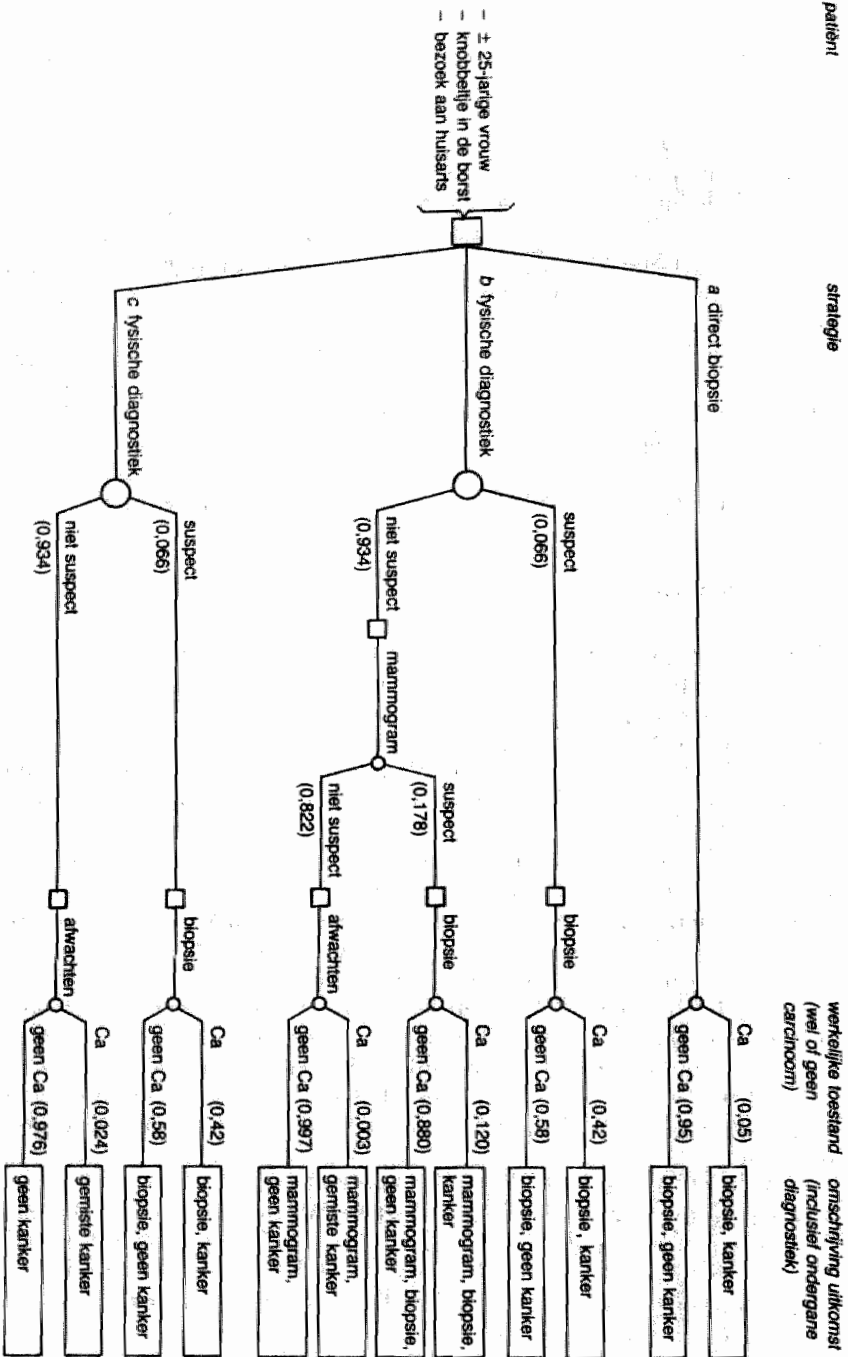 patiënt
strategie
werkelijke toestand
(wel of geen
carcinoom)
omschrijving uitkomst
(inclusief ondergane
diagnostiek)
– ± 25-jarige vrouw
– knobbeltje in de borst
– bezoek aan huisarts
a direct biopsie
Ca
(0,05)
biopsie, kanker
geen Ca (0,95)
biopsie, geen kanker
b fysische diagnostiek
suspect
(0,066)
biopsie
Ca
(0,42)
biopsie , kanker
geen Ca (0,58)
biopsie, geen kanker
niet suspect
(0,934)
mammogram
suspect
(0,178)
biopsie
Ca
(0,120)
mammogram, biopsie,
kanker
geen Ca (0,880)
mammogram, biopsie,
geen kanker
niet suspect
(0,822)
afwachten
Ca
(0,003)
mammogram,
gemiste kanker
geen Ca (0,997)
mammogram,
geen kanker
c fysische diagnostiek
suspect
(0,066)
biopsie
Ca
(0,42)
biopsie, kanker
geen Ca (0,58)
biopsie, geen kanker
niet suspect
(0,934)
afwachten
Ca
(0,024)
gemiste kanker
geen Ca (0,976)
geen kanker